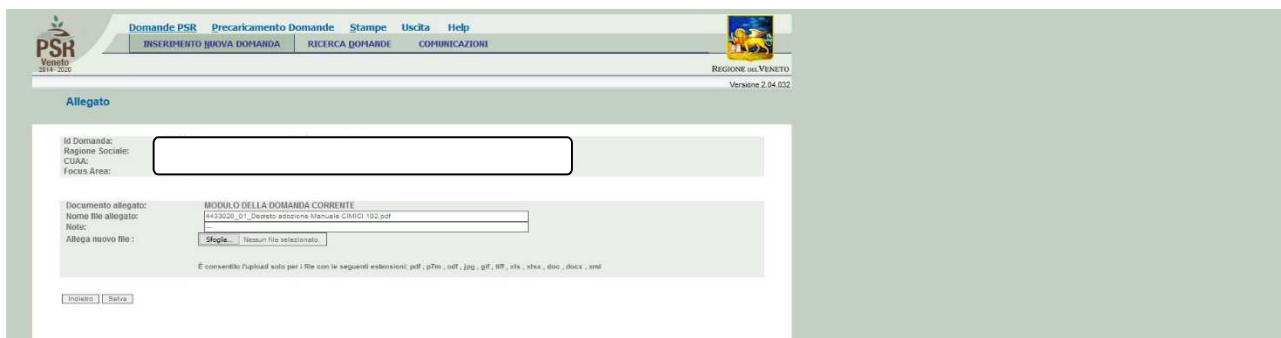 Domande PSR Precaricamento Domande Stampe Uscita Help
INSERIMENTO NUOVA DOMANDA RICERCA DOMANDE COMUNICAZIONI
PSR
Veneto
2014-2020
REGIONE DEL VENETO
Versione 2.04.032
Allegato
Id Domanda:
Ragione Sociale:
CUAA:
Focus Area:
Documento allegato: MODULO DELLA DOMANDA CORRENTE
Nome file allegato: 4433020_01_Decreto adozione Manuale CIMICI 102.pdf
Note: ---
Allega nuovo file : Sfoglia... Nessun file selezionato.
È consentito l'upload solo per i file con le seguenti estensioni: pdf , p7m , odf , jpg , gif , tiff , xls , xlsx , doc , docx , xml
Indietro Salva